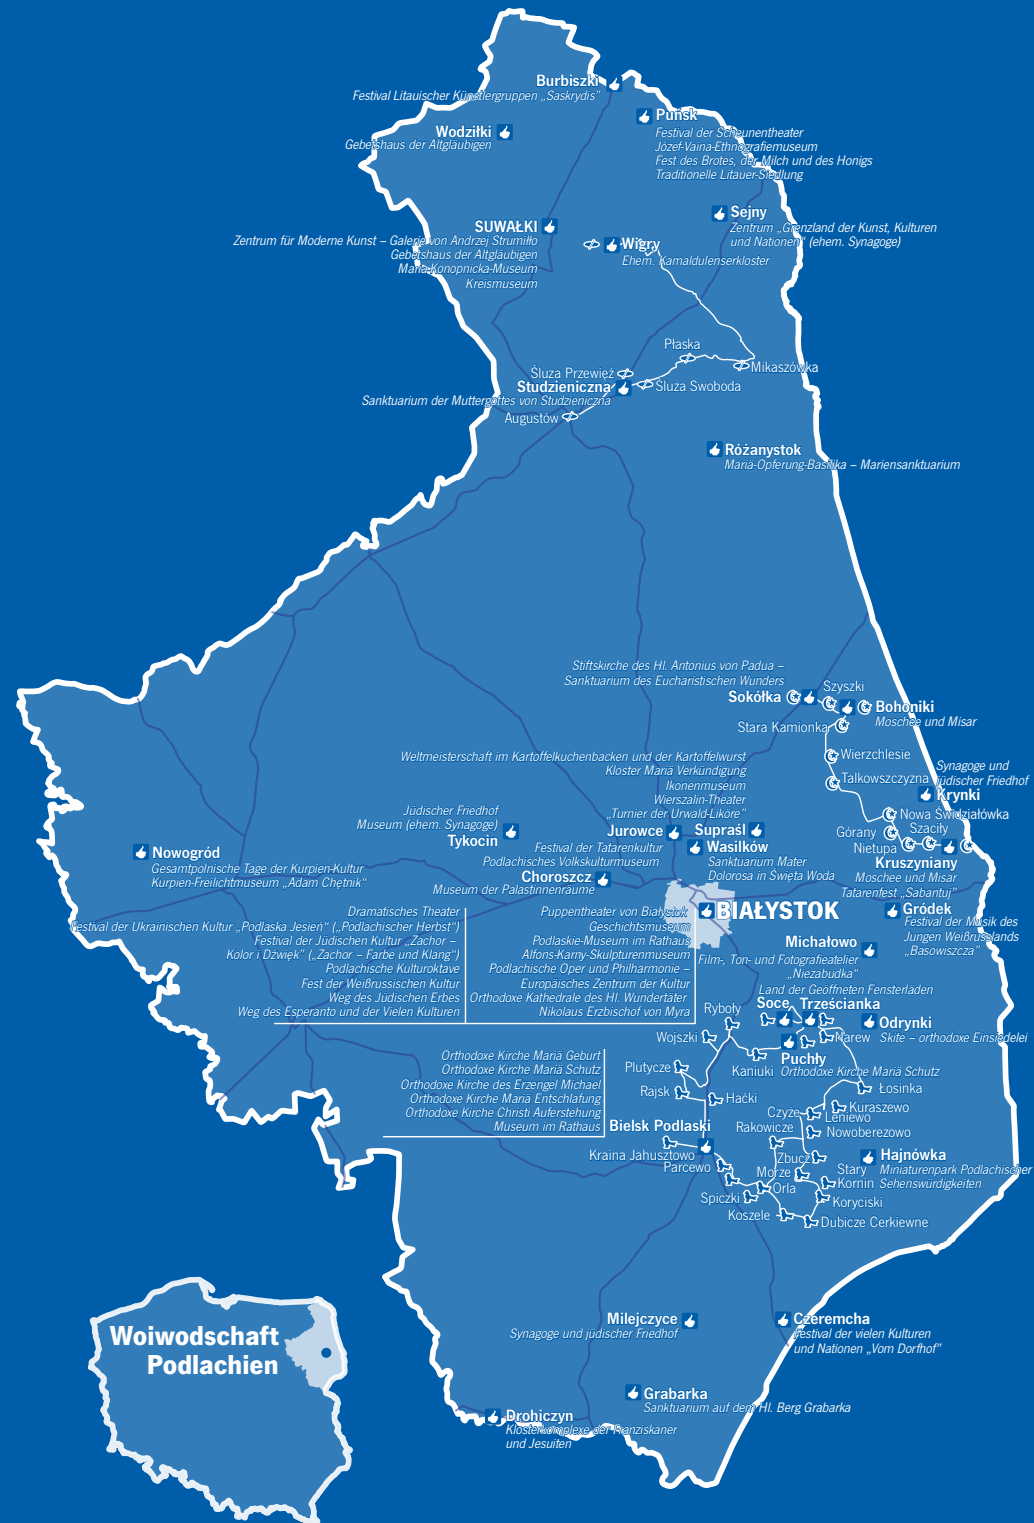 Burbiszki
Festival Litauischer Künstlergruppen „Saskrydis"
Puńsk
Festival der Scheunentheater
Józef-Vaina-Ethnografiemuseum
Fest des Brotes, der Milch und des Honigs
Traditionelle Litauer-Siedlung
Wodziłki
Gebetshaus der Altgläubigen
Sejny
Zentrum „Grenzland der Kunst, Kulturen
und Nationen" (ehem. Synagoge)
SUWAŁKI
Zentrum für Moderne Kunst – Galerie von Andrzej Strumiłło
Gebetshaus der Altgläubigen
Maria-Konopnicka-Museum
Kreismuseum
Wigry
Ehem. Kamaldulenserkloster
Płaska
Mikaszówka
Śluza Przewięź
Studzieniczna
Śluza Swoboda
Sanktuarium der Muttergottes von Studzieniczna
Augustów
Różanystok
Mariä-Opferung-Basilika – Mariensanktuarium
Stiftskirche des Hl. Antonius von Padua –
Sanktuarium des Eucharistischen Wunders
Sokółka
Szyszki
Bohoniki
Moschee und Misar
Stara Kamionka
Wierzchlesie
Talkowszczyzna
Synagoge und
jüdischer Friedhof
Krynki
Nowa Świdziałówka
Górany
Szaciły
Nietupa
Kruszyniany
Moschee und Misar
Tatarenfest „Sabantuj"
Weltmeisterschaft im Kartoffelkuchenbacken und der Kartoffelwurst
Kloster Mariä Verkündigung
Ikonenmuseum
Wierszalin-Theater
„Turnier der Urwald-Liköre"
Supraśl
Jüdischer Friedhof
Museum (ehem. Synagoge)
Tykocin
Jurowce
Festival der Tatarenkultur
Podlachisches Volkskulturmuseum
Wasilków
Sanktuarium Mater
Dolorosa in Święta Woda
Nowogród
Gesamtpolnische Tage der Kurpien-Kultur
Kurpien-Freilichtmuseum „Adam Chętnik"
Choroszcz
Museum der Palastinnenräume
BIAŁYSTOK
Dramatisches Theater
Festival der Ukrainischen Kultur „Podlaska Jesień" („Podlachischer Herbst")
Festival der Jüdischen Kultur „Zachor –
Kolor i Dźwięk" („Zachor – Farbe und Klang")
Podlachische Kulturoktave
Fest der Weißrussischen Kultur
Weg des Jüdischen Erbes
Weg des Esperanto und der Vielen Kulturen
Puppentheater von Białystok
Geschichtsmuseum
Podlaskie-Museum im Rathaus
Alfons-Karny-Skulpturenmuseum
Podlachische Oper und Philharmonie –
Europäisches Zentrum der Kultur
Orthodoxe Kathedrale des Hl. Wundertäter
Nikolaus Erzbischof von Myra
Gródek
Festival der Musik des
Jungen Weißrusslands
„Basowiszcza"
Michałowo
Film-, Ton- und Fotografieatelier
„Niezabudka"
Land der Geöffneten Fensterläden
Soce
Trześcianka
Ryboły
Odrynki
Skite – orthodoxe Einsiedelei
Wojszki
Narew
Puchły
Orthodoxe Kirche Mariä Schutz
Kaniuki
Plutycze
Rajsk
Haćki
Łosinka
Kuraszewo
Czyże
Leniewo
Rakowicze
Nowoberezowo
Orthodoxe Kirche Mariä Geburt
Orthodoxe Kirche Mariä Schutz
Orthodoxe Kirche des Erzengel Michael
Orthodoxe Kirche Mariä Entschlafung
Orthodoxe Kirche Christi Auferstehung
Museum im Rathaus
Bielsk Podlaski
Kraina Jahusztowo
Parcewo
Zbucz
Hajnówka
Miniaturenpark Podlachischer
Sehenswürdigkeiten
Morze
Stary
Kornin
Orla
Spiczki
Koryciski
Koszele
Dubicze Cerkiewne
Milejczyce
Synagoge und jüdischer Friedhof
Czeremcha
Festival der vielen Kulturen
und Nationen „Vom Dorfhof"
Grabarka
Sanktuarium auf dem Hl. Berg Grabarka
Drohiczyn
Klosterkomplexe der Franziskaner
und Jesuiten
Woiwodschaft
Podlachien